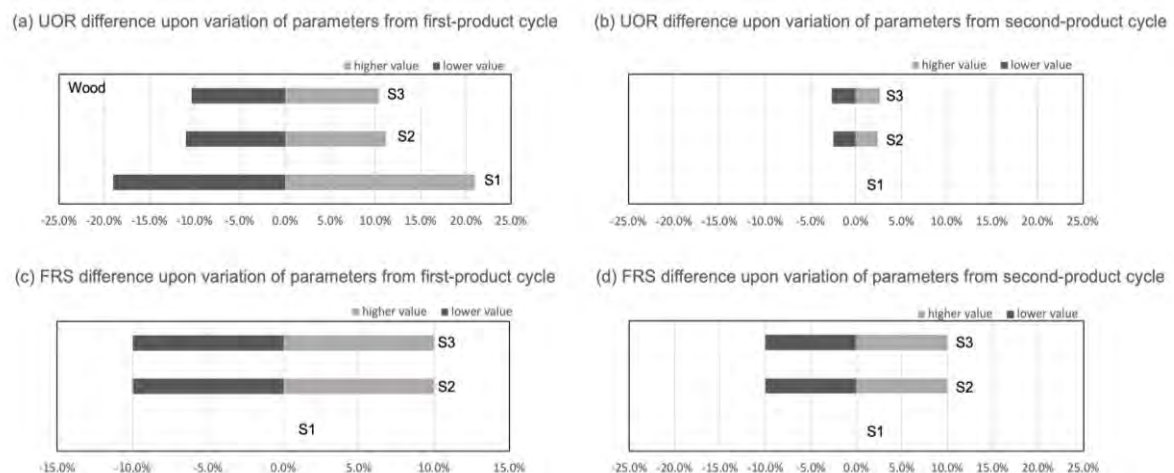 (a) UOR difference upon variation of parameters from first-product cycle
higher value lower value
Wood
S3
S2
S1
-25.0% -20.0% -15.0% -10.0% -5.0% 0.0% 5.0% 10.0% 15.0% 20.0% 25.0%
(b) UOR difference upon variation of parameters from second-product cycle
higher value lower value
S3
S2
S1
-25.0% -20.0% -15.0% -10.0% -5.0% 0.0% 5.0% 10.0% 15.0% 20.0% 25.0%
(c) FRS difference upon variation of parameters from first-product cycle
higher value lower value
S3
S2
S1
-15.0% -10.0% -5.0% 0.0% 5.0% 10.0% 15.0%
(d) FRS difference upon variation of parameters from second-product cycle
higher value lower value
S3
S2
S1
-25.0% -20.0% -15.0% -10.0% -5.0% 0.0% 5.0% 10.0% 15.0% 20.0% 25.0%